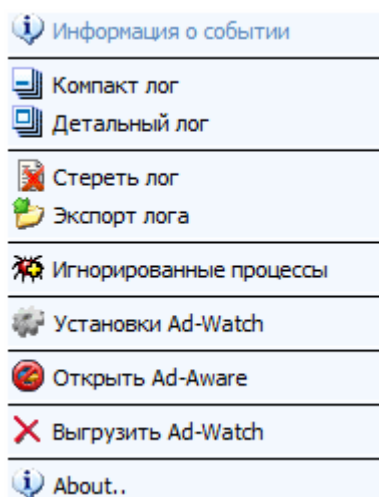 Информация о событии
Компакт лог
Детальный лог
Стереть лог
Экспорт лога
Игнорированные процессы
Установки Ad-Watch
Открыть Ad-Aware
Выгрузить Ad-Watch
About..